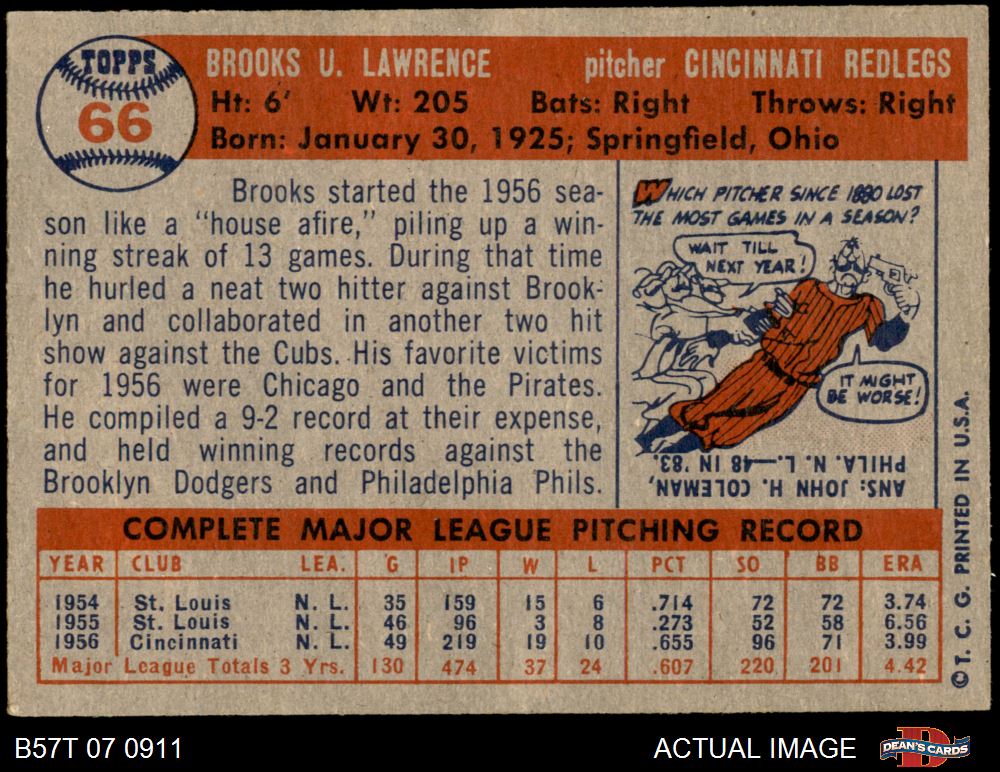 TOPPS
66
BROOKS U. LAWRENCE pitcher CINCINNATI REDLEGS
Ht: 6' Wt: 205 Bats: Right Throws: Right
Born: January 30, 1925; Springfield, Ohio
Brooks started the 1956 sea-
son like a "house afire," piling up a win-
ning streak of 13 games. During that time
he hurled a neat two hitter against Brook-
lyn and collaborated in another two hit
show against the Cubs. His favorite victims
for 1956 were Chicago and the Pirates.
He compiled a 9-2 record at their expense,
and held winning records against the
Brooklyn Dodgers and Philadelphia Phils.
WHICH PITCHER SINCE 1880 LOST
THE MOST GAMES IN A SEASON?
WAIT TILL
NEXT YEAR!
IT MIGHT
BE WORSE!
ANS: JOHN H. COLEMAN,
PHILA. N. L.—48 IN '83.
COMPLETE MAJOR LEAGUE PITCHING RECORD
YEAR CLUB LEA. G IP W L PCT SO BB ERA
1954 St. Louis N. L. 35 159 15 6 .714 72 72 3.74
1955 St. Louis N. L. 46 96 3 8 .273 52 58 6.56
1956 Cincinnati N. L. 49 219 19 10 .655 96 71 3.99
Major League Totals 3 Yrs. 130 474 37 24 .607 220 201 4.42
©T. C. G. PRINTED IN U.S.A.
B57T 07 0911 ACTUAL IMAGE DEAN'S CARDS